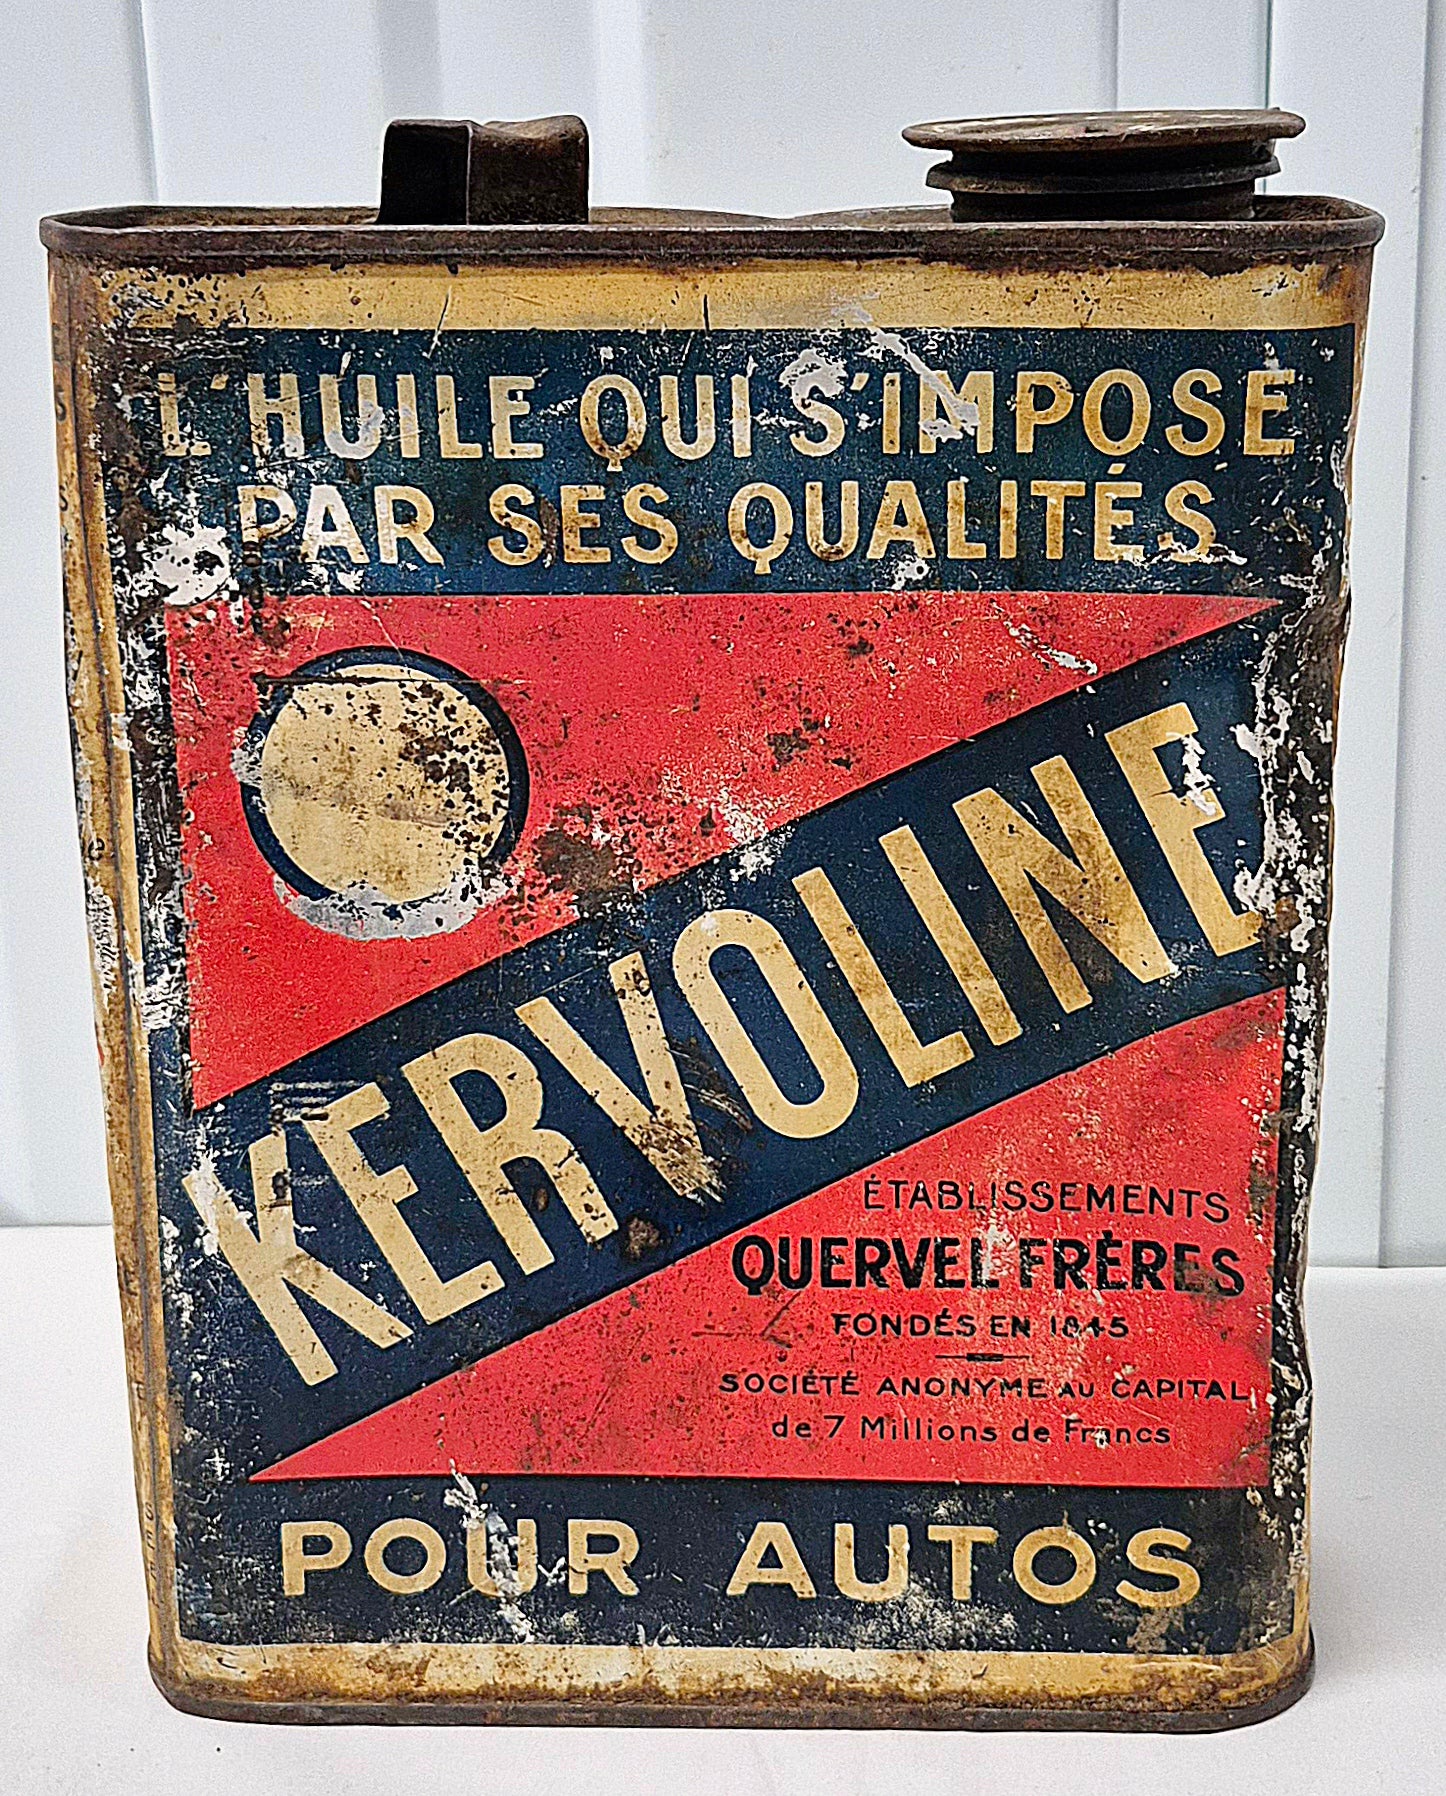 L'HUILE QUI S'IMPOSE
PAR SES QUALITÉS
KERVOLINE
ÉTABLISSEMENTS
QUERVEL FRÈRES
FONDÉS EN 1845
SOCIÉTÉ ANONYME AU CAPITAL
de 7 Millions de Francs
POUR AUTOS